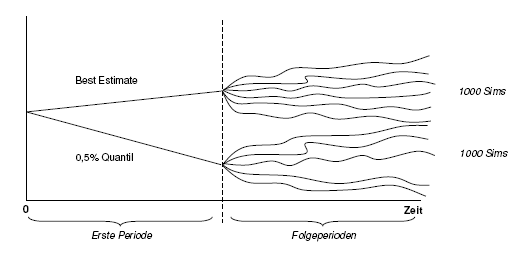 Best Estimate
1000 Sims
0,5% Quantil
1000 Sims
0
Zeit
Erste Periode
Folgeperioden